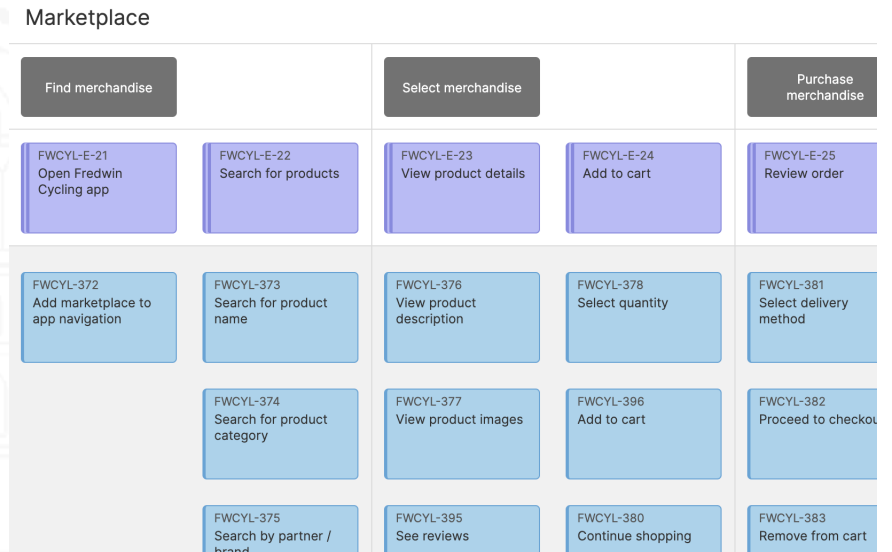 Marketplace
Find merchandise
Select merchandise
Purchase
merchandise
FWCYL-E-21
Open Fredwin
Cycling app
FWCYL-E-22
Search for products
FWCYL-E-23
View product details
FWCYL-E-24
Add to cart
FWCYL-E-25
Review order
FWCYL-372
Add marketplace to
app navigation
FWCYL-373
Search for product
name
FWCYL-376
View product
description
FWCYL-378
Select quantity
FWCYL-381
Select delivery
method
FWCYL-374
Search for product
category
FWCYL-377
View product images
FWCYL-396
Add to cart
FWCYL-382
Proceed to checkou
FWCYL-375
Search by partner /
brand
FWCYL-395
See reviews
FWCYL-380
Continue shopping
FWCYL-383
Remove from cart